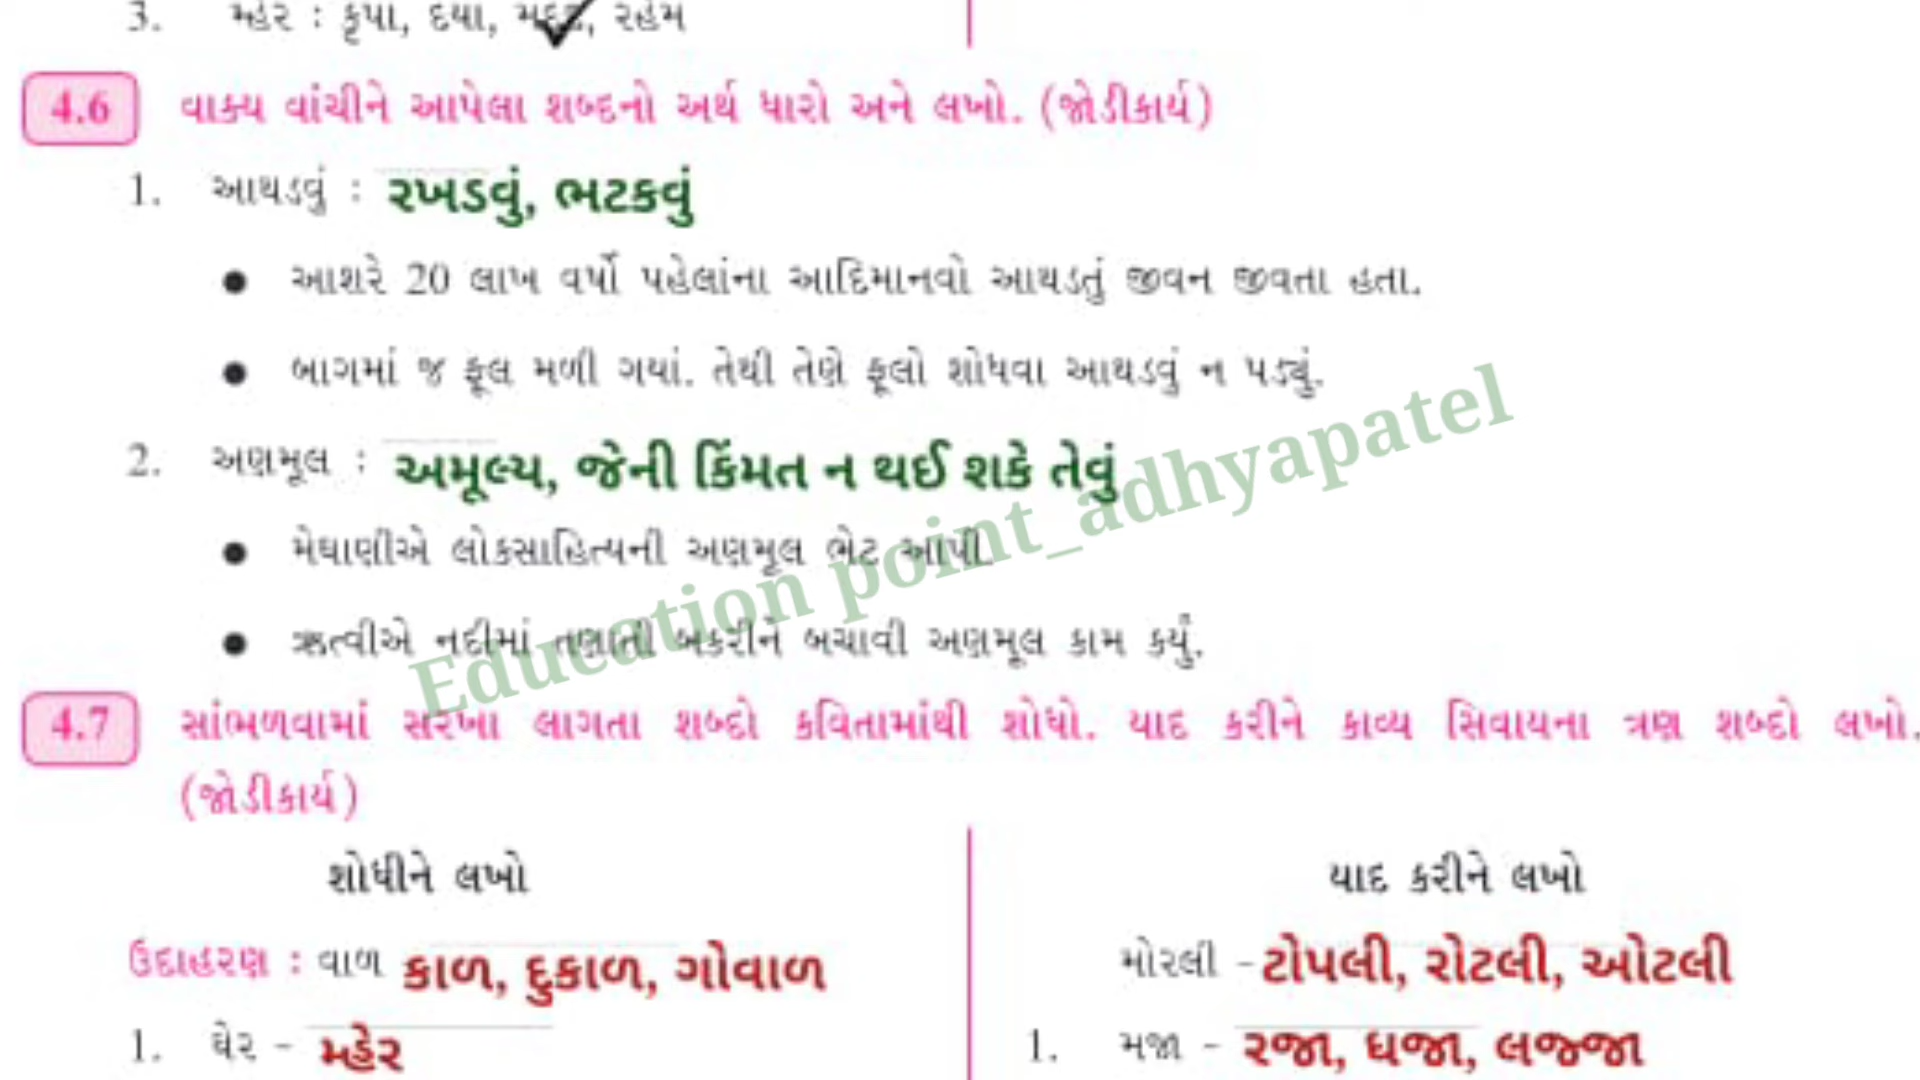 3. મ્હેર : કૃપા, દયા, મદદ, રહેમ
4.6 વાક્ય વાંચીને આપેલા શબ્દનો અર્થ ધારો અને લખો. (જોડીકાર્ય)
1. આથડવું : રખડવું, ભટકવું
● આશરે 20 લાખ વર્ષો પહેલાંના આદિમાનવો આથડતું જીવન જીવતા હતા.
● બાગમાં જ ફૂલ મળી ગયાં. તેથી તેણે ફૂલો શોધવા આથડવું ન પડ્યું.
2. અણમૂલ : અમૂલ્ય, જેની કિંમત ન થઈ શકે તેવું
● મેઘાણીએ લોકસાહિત્યની અણમૂલ ભેટ આપી.
● ઋત્વીએ નદીમાં તણાતી બકરીને બચાવી અણમૂલ કામ કર્યું.
Education point_adhyapatel
4.7 સાંભળવામાં સરખા લાગતા શબ્દો કવિતામાંથી શોધો. યાદ કરીને કાવ્ય સિવાયના ત્રણ શબ્દો લખો.
(જોડીકાર્ય)
શોધીને લખો
ઉદાહરણ : વાળ કાળ, દુકાળ, ગોવાળ
1. ઘેર - મ્હેર
યાદ કરીને લખો
મોરલી - ટોપલી, રોટલી, ઓટલી
1. મજા - રજા, ધજા, લજ્જા